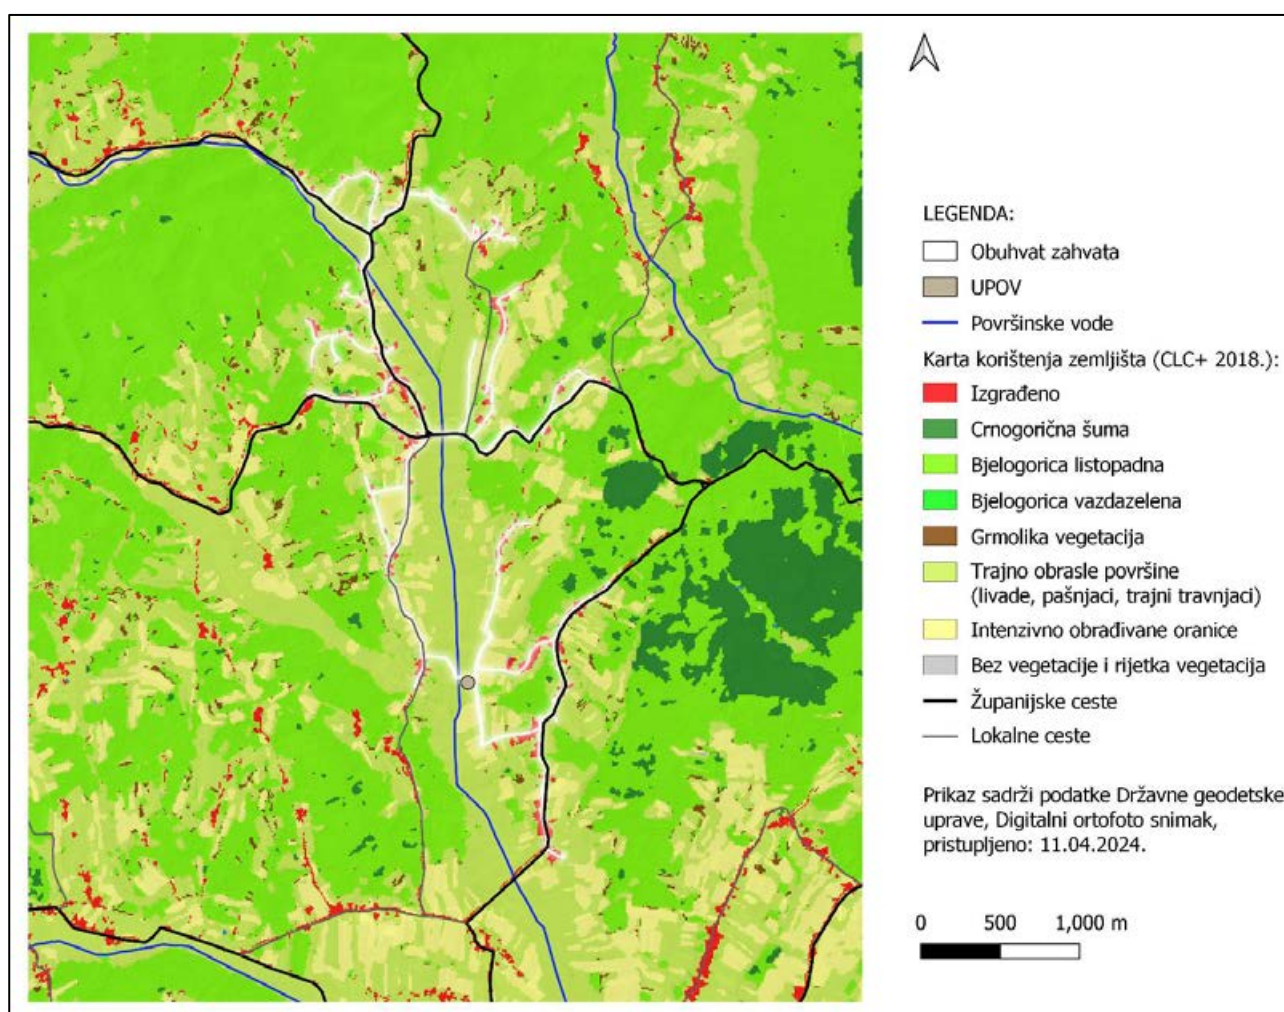 LEGENDA:
Obuhvat zahvata
UPOV
Površinske vode
Karta korištenja zemljišta (CLC+ 2018.):
Izgrađeno
Crnogorična šuma
Bjelogorica listopadna
Bjelogorica vazdazelena
Grmolika vegetacija
Trajno obrasle površine
(livade, pašnjaci, trajni travnjaci)
Intenzivno obrađivane oranice
Bez vegetacije i rijetka vegetacija
Županijske ceste
Lokalne ceste
Prikaz sadrži podatke Državne geodetske
uprave, Digitalni ortofoto snimak,
pristupljeno: 11.04.2024.
0 500 1,000 m